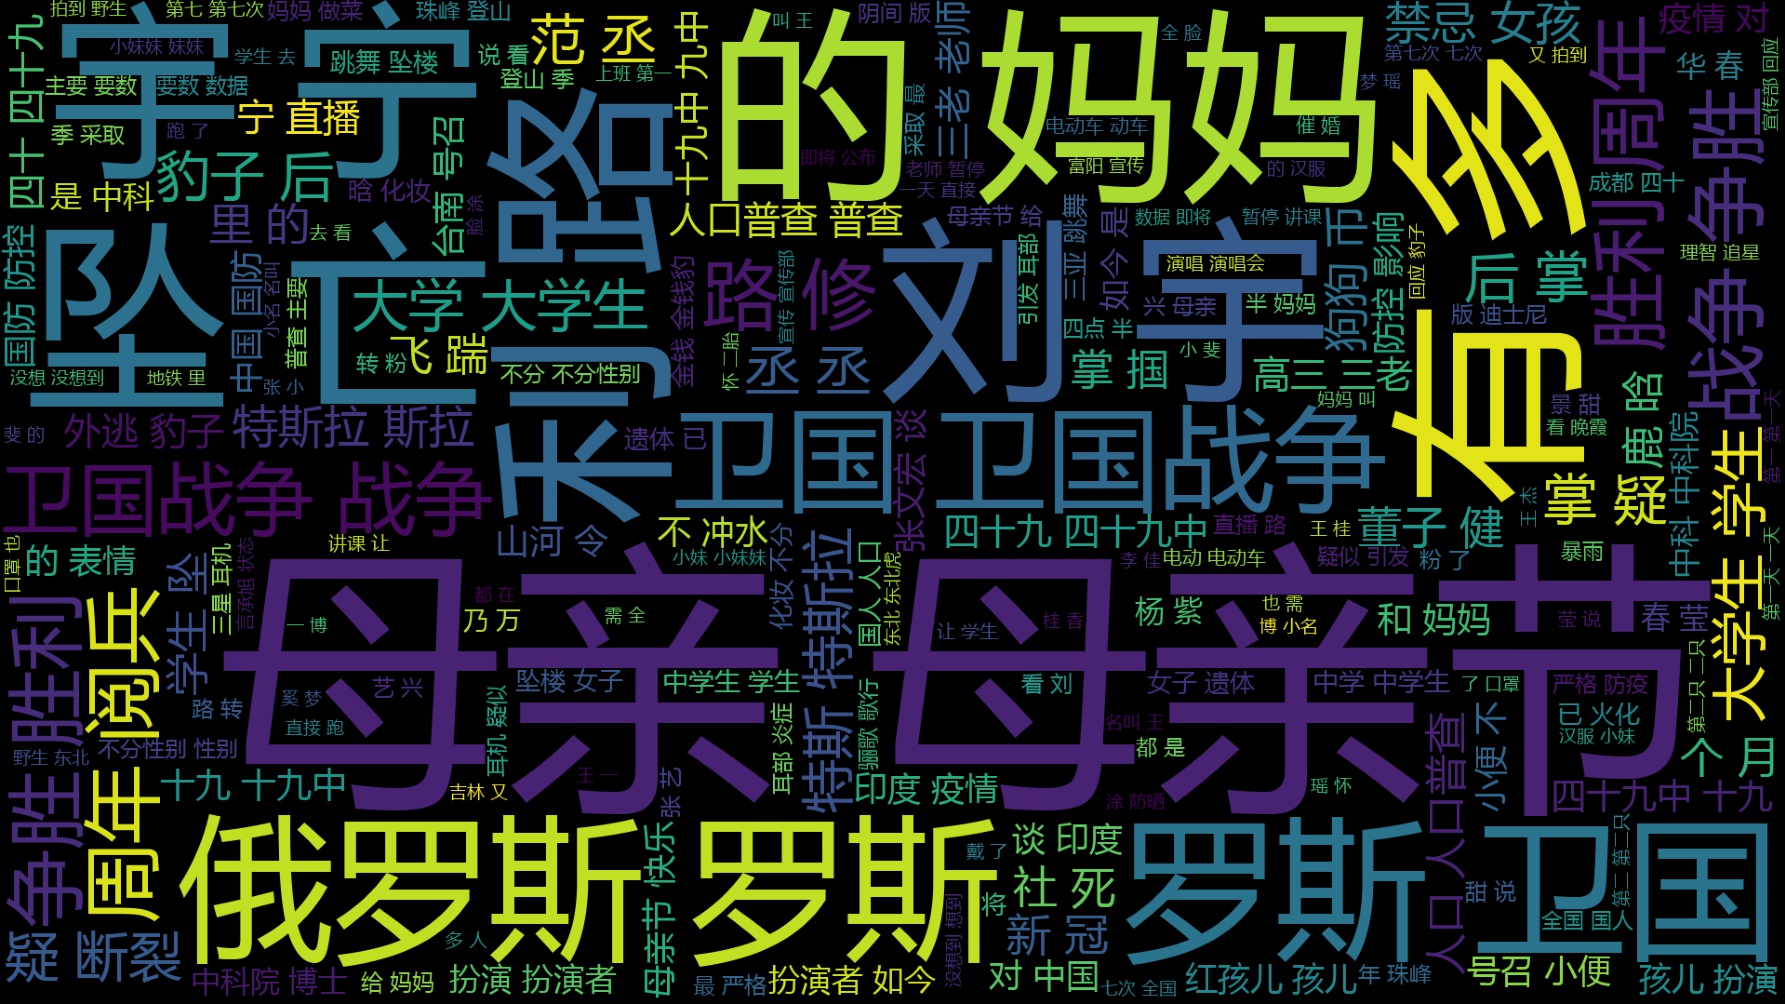 拍到 野生
第七 第七次
妈妈 做菜
珠峰 登山
叫 王
阴间 版
全 脸
禁忌 女孩
疫情 对
小妹妹 妹妹
学生 去
说 看
范 丞
三老 老师
第七次 七次
又 拍到
华 春
宣传部 回应
四十 四十九
宇 宁
跳舞 坠楼
登山 季
上班 第一
十九中 九中
的 妈妈
梦 瑶
有 多
胜利 周年
主要 要数
要数 数据
宁 直播
季 采取
跑 了
豹子 后
台南 号召
利 路
采取 最
电动车 动车
催 婚
即将 公布
老师 暂停
富阳 宣传
的 汉服
一天 直接
战争 胜
是 中科
晗 化妆
脸 涂
里 的
去 看
人口普查 普查
母亲节 给
数据 即将
暂停 讲课
成都 四十
理智 追星
国防 防控
坠 亡
中国 国防
小名 名叫
普查 主要
大学 大学生
金钱 金钱豹
宣传 宣传部
路 修
刘 宇
引发 耳部
三亚 跳舞
如今 是
演唱 演唱会
兴 母亲
半 妈妈
狗狗 币
防控 影响
回应 豹子
后 掌
版 迪士尼
胜利
战争
没想 没想到
地铁 里
张 小
转 粉
飞 踹
不分 不分性别
怀 二胎
丞 丞
四点 半
掌 掴
小 斐
高三 三老
妈妈 叫
景 甜
看 晚霞
鹿 晗
中科 中科院
第一 第一天
斐 的
外逃 豹子
特斯拉 斯拉
遗体 已
卫国 卫国战争
张文宏 谈
掌 疑
王 杰
大学生 学生
卫国战争 战争
山河 令
不 冲水
四十九 四十九中
直播 路
王 桂
董子 健
讲课 让
口罩 也
的 表情
学生 坠
三星 耳机
言承旭 状态
小妹 小妹妹
化妆 不分
特斯 特斯拉
国人 人口
东北 东北虎
李 佳
电动 电动车
疑似 引发
粉 了
暴雨
第一天 一天
争 胜利
阅兵
母亲 母亲节
都 在
乃 万
一 博
需 全
桂 香
让 学生
杨 紫
也 需
博 小名
和 妈妈
莹 说
春 莹
路 转
奚 梦
直接 跑
艺 兴
坠楼 女子
中学生 学生
骊歌 歌行
看 刘
女子 遗体
中学 中学生
了 口罩
严格 防疫
第二只 二只
名叫 王
已 火化
汉服 小妹
野生 东北
不分性别 性别
耳机 疑似
耳部 炎症
都 是
人口 人口普查
小便 不
个 月
周年
十九 十九中
王 一
吉林 又
张 艺
印度 疫情
涂 防晒
瑶 怀
四十九中 十九
争 胜利
俄罗斯 罗斯
罗斯 卫国
母亲节 快乐
戴 了
谈 印度
社 死
将
没想到 想到
新 冠
甜 说
第二 第二只
全国 国人
疑 断裂
多 人
中科院 博士
给 妈妈
扮演 扮演者
最 严格
扮演者 如今
对 中国
七次 全国
红孩儿 孩儿
年 珠峰
号召 小便
孩儿 扮演